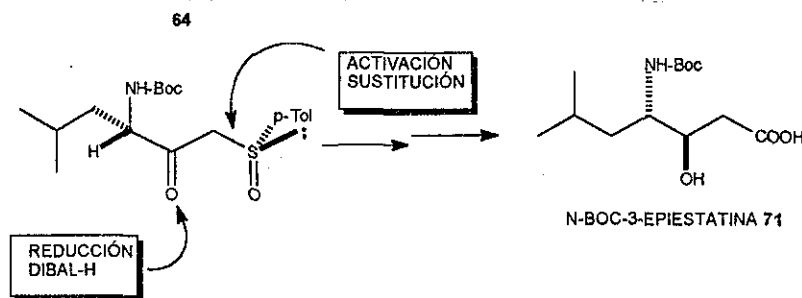 64
ACTIVACIÓN
SUSTITUCIÓN
NH-Boc
p-Tol
H
S
O
O
REDUCCIÓN
DIBAL-H
NH-Boc
COOH
OH
N-BOC-3-EPIESTATINA 71